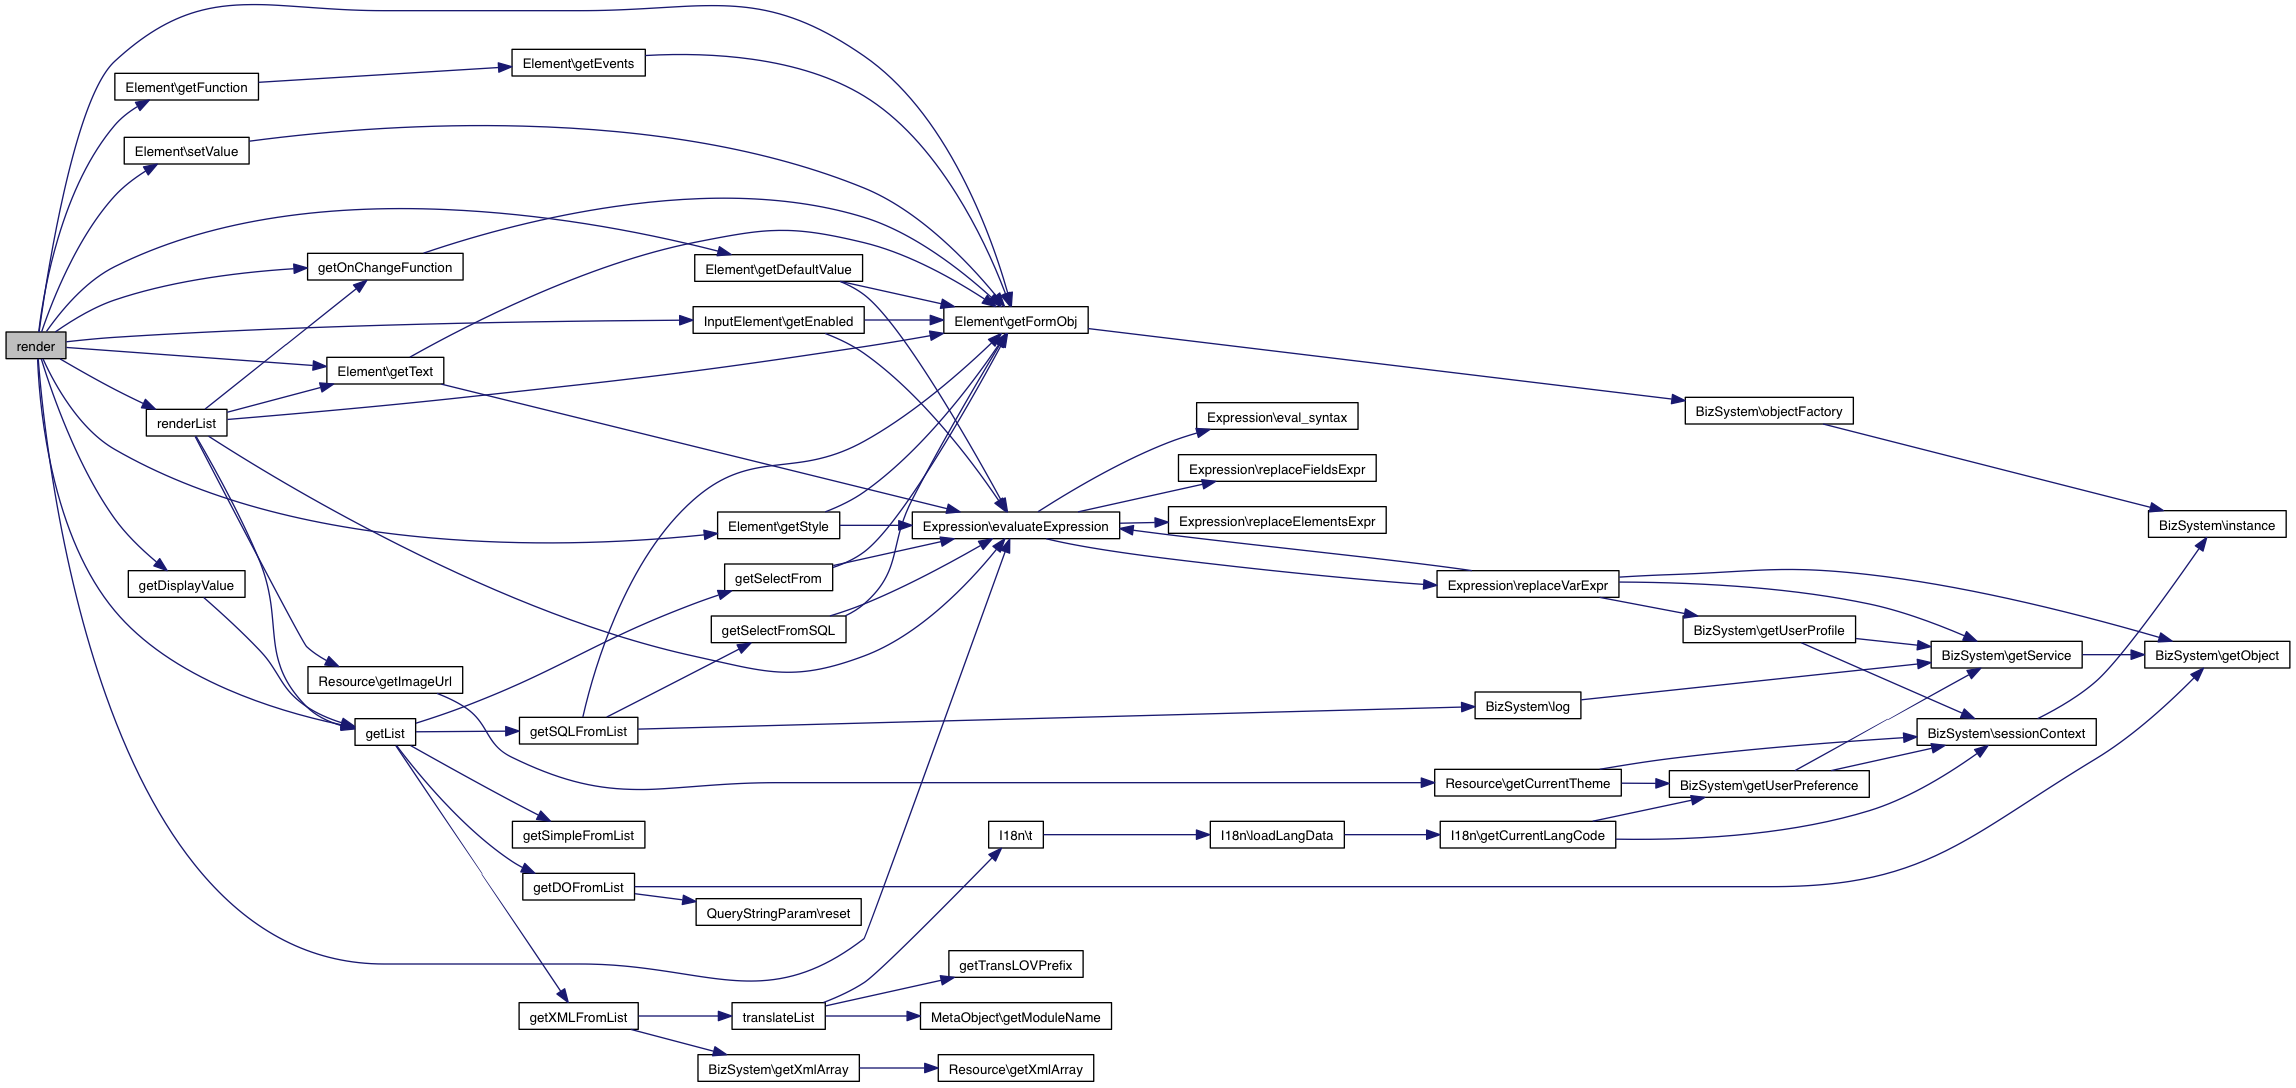 render
Element\getFunction
Element\getEvents
Element\setValue
getOnChangeFunction
Element\getDefaultValue
InputElement\getEnabled
Element\getFormObj
Element\getText
renderList
BizSystem\objectFactory
Expression\eval_syntax
Expression\replaceFieldsExpr
Expression\replaceElementsExpr
Element\getStyle
Expression\evaluateExpression
BizSystem\instance
getDisplayValue
getSelectFrom
Expression\replaceVarExpr
getSelectFromSQL
BizSystem\getUserProfile
BizSystem\getService
BizSystem\getObject
Resource\getImageUrl
BizSystem\log
getList
getSQLFromList
BizSystem\sessionContext
Resource\getCurrentTheme
BizSystem\getUserPreference
getSimpleFromList
I18n\t
I18n\loadLangData
I18n\getCurrentLangCode
getDOFromList
QueryStringParam\reset
getTransLOVPrefix
getXMLFromList
translateList
MetaObject\getModuleName
BizSystem\getXmlArray
Resource\getXmlArray